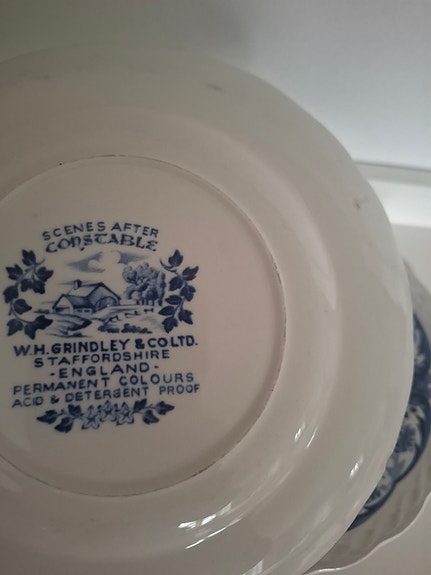 SCENES AFTER
CONSTABLE
W.H. GRINDLEY & CO LTD.
STAFFORDSHIRE
- ENGLAND -
PERMANENT COLOURS
ACID & DETERGENT PROOF